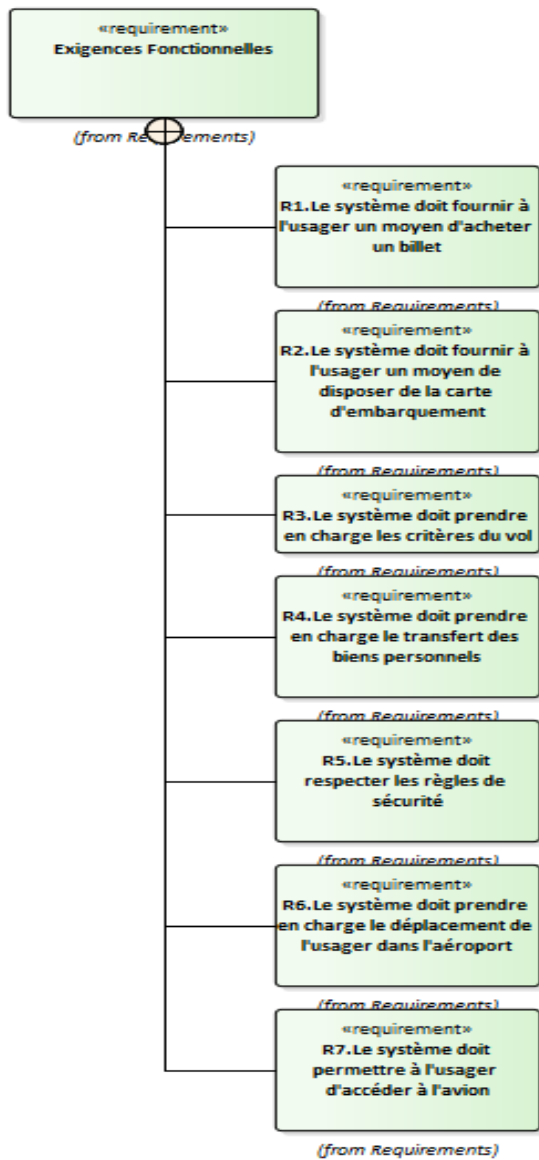 «requirement»
Exigences Fonctionnelles
(from Requirements)
«requirement»
R1.Le système doit fournir à
l'usager un moyen d'acheter
un billet
(from Requirements)
«requirement»
R2.Le système doit fournir à
l'usager un moyen de
disposer de la carte
d'embarquement
(from Requirements)
«requirement»
R3.Le système doit prendre
en charge les critères du vol
(from Requirements)
«requirement»
R4.Le système doit prendre
en charge le transfert des
biens personnels
(from Requirements)
«requirement»
R5.Le système doit
respecter les règles de
sécurité
(from Requirements)
«requirement»
R6.Le système doit prendre
en charge le déplacement de
l'usager dans l'aéroport
(from Requirements)
«requirement»
R7.Le système doit
permettre à l'usager
d'accéder à l'avion
(from Requirements)